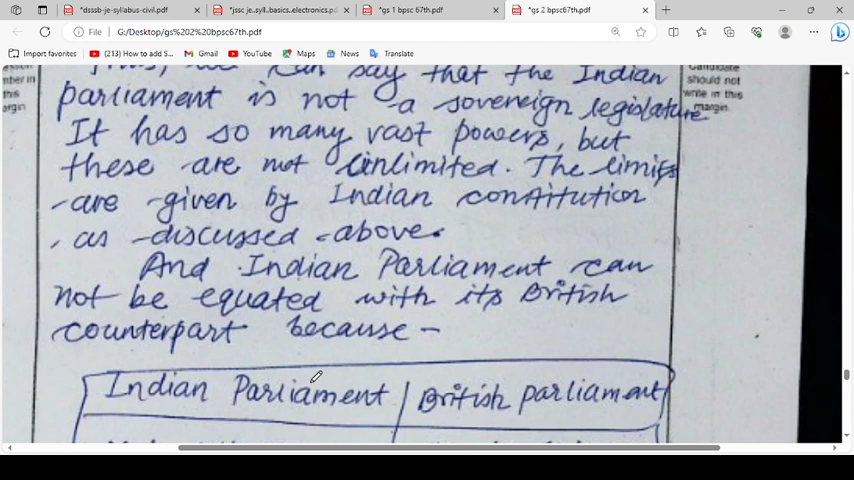 *dsssb-je-syllabus-civil.pdf
*jssc je.syll..basics..electronics.pd
*gs 1 bpsc 67th.pdf
*gs 2 bpsc67th.pdf
File G:/Desktop/gs%202%20bpsc67th.pdf
Import favorites
(213) How to add S...
Gmail
YouTube
Maps
News
Translate
parliament is not a sovereign legislature
It has so many vast powers, but
these are not unlimited. The limits
are given by Indian constitution
, as discussed above.
And Indian Parliament can
not be equated with its British
counterpart because -
Indian Parliament British parliament
say that the Indian
should not
write in this
margin
this